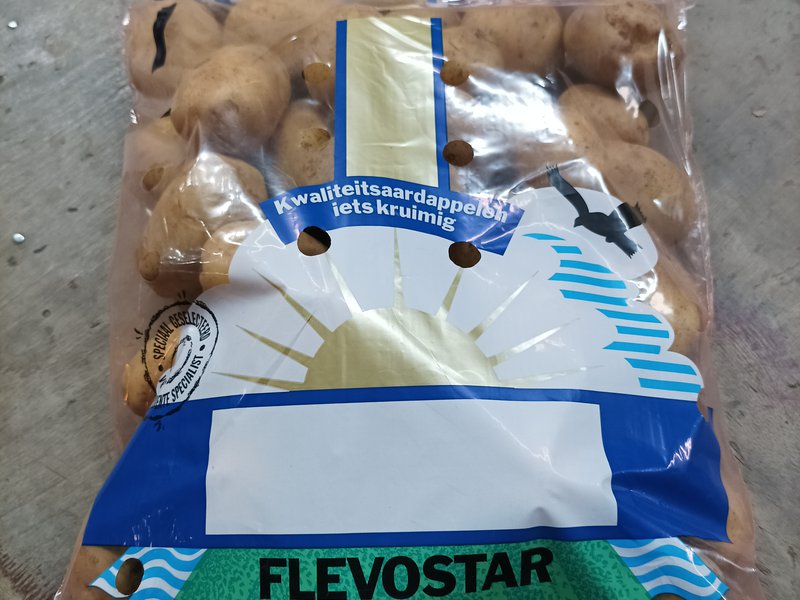 Kwaliteitsaardappelen
iets kruimig
SPECIAAL GESELECTEERD
SPECIALIST
FLEVOSTAR